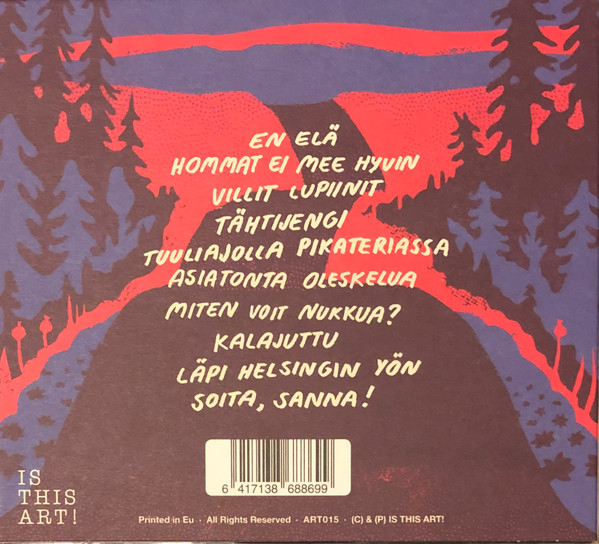 EN ELÄ
HOMMAT EI MEE HYVIN
VILLIT LUPIINIT
TÄHTIJENGI
TUULIAJOLLA PIKATERIASSA
ASIATONTA OLESKELUA
MITEN VOIT NUKKUA?
KALAJUTTU
LÄPI HELSINGIN YÖN
SOITA, SANNA!
6 417138 688699
IS
THIS
ART!
Printed in Eu · All Rights Reserved · ART015 · (C) & (P) IS THIS ART!